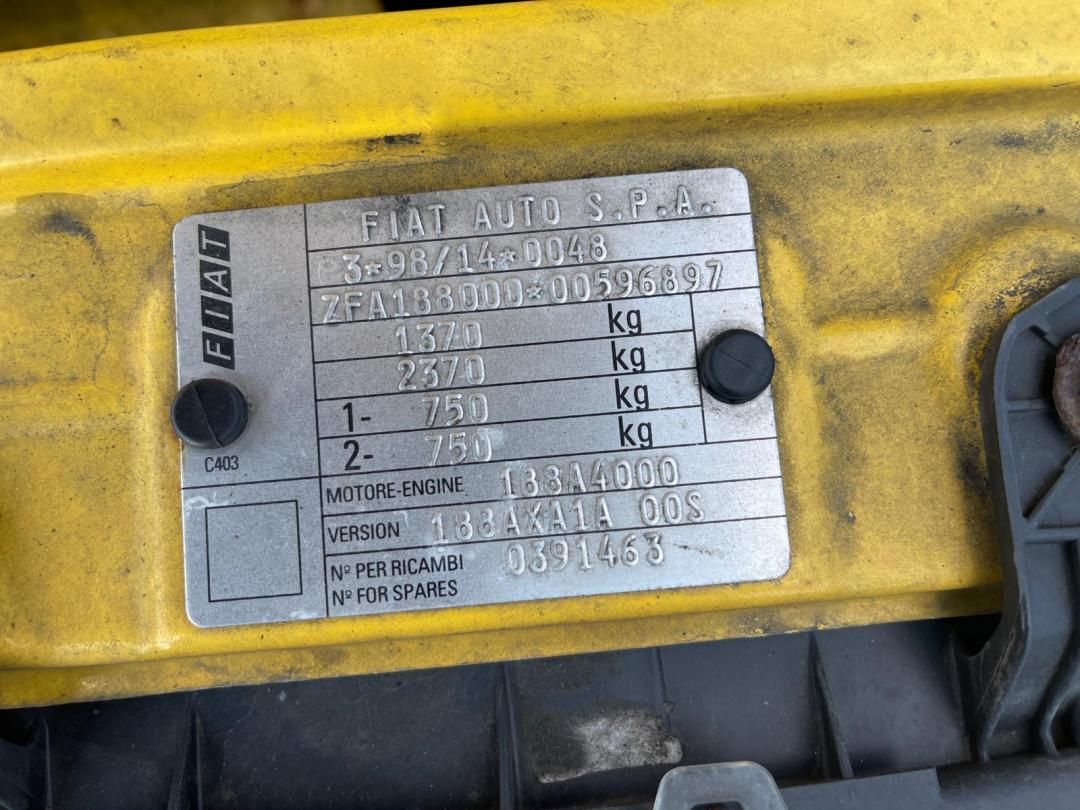 FIAT AUTO S.P.A.
3*98/14*0048
ZFA188000*00596897
1370 kg
2370 kg
1- 750 kg
2- 750 kg
FIAT
C403
MOTORE-ENGINE 188A4000
VERSION 188AXA1A 00S
Nº PER RICAMBI
Nº FOR SPARES
0391463